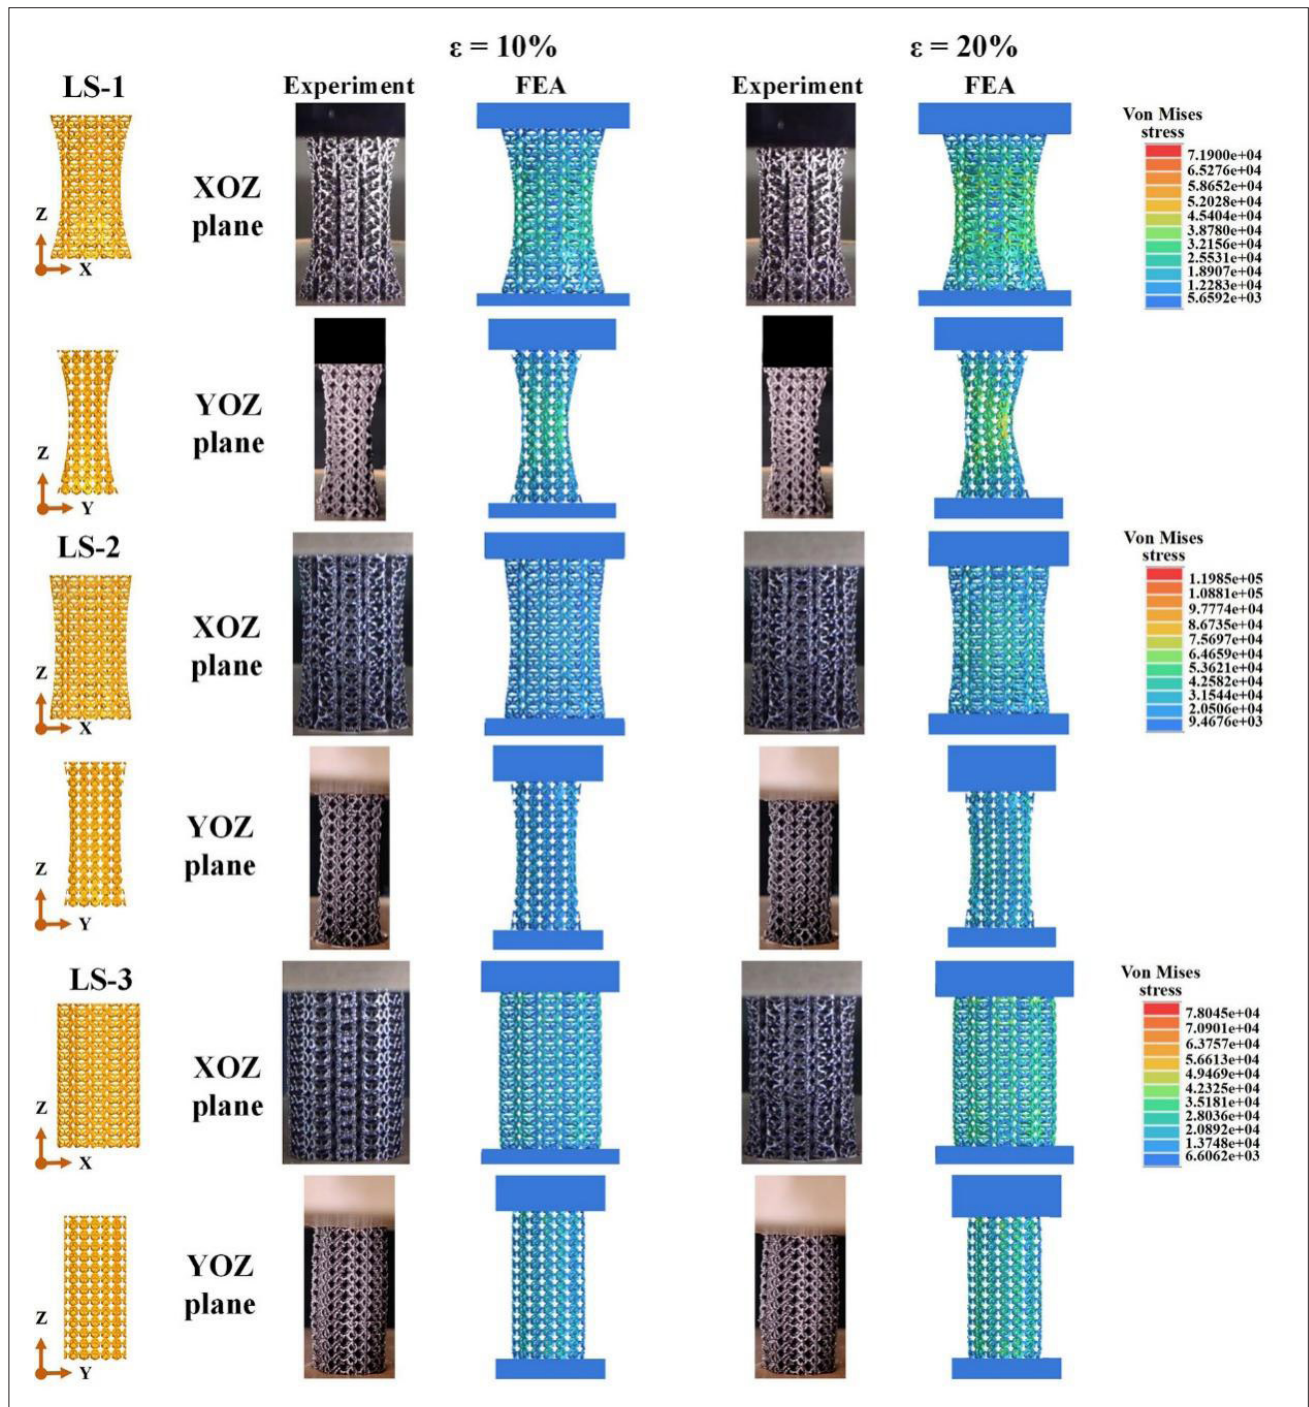 ε = 10%
ε = 20%
LS-1
Experiment
FEA
Experiment
FEA
Von Mises
stress
7.1900e+04
6.5276e+04
5.8652e+04
5.2028e+04
4.5404e+04
3.8780e+04
3.2156e+04
2.5531e+04
1.8907e+04
1.2283e+04
5.6592e+03
XOZ
plane
Z
X
YOZ
plane
Z
Y
LS-2
Von Mises
stress
1.1985e+05
1.0881e+05
9.7774e+04
8.6735e+04
7.5697e+04
6.4659e+04
5.3621e+04
4.2582e+04
3.1544e+04
2.0506e+04
9.4676e+03
XOZ
plane
Z
X
YOZ
plane
Z
Y
LS-3
Von Mises
stress
7.8045e+04
7.0901e+04
6.3757e+04
5.6613e+04
4.9469e+04
4.2325e+04
3.5181e+04
2.8036e+04
2.0892e+04
1.3748e+04
6.6062e+03
XOZ
plane
Z
X
YOZ
plane
Z
Y